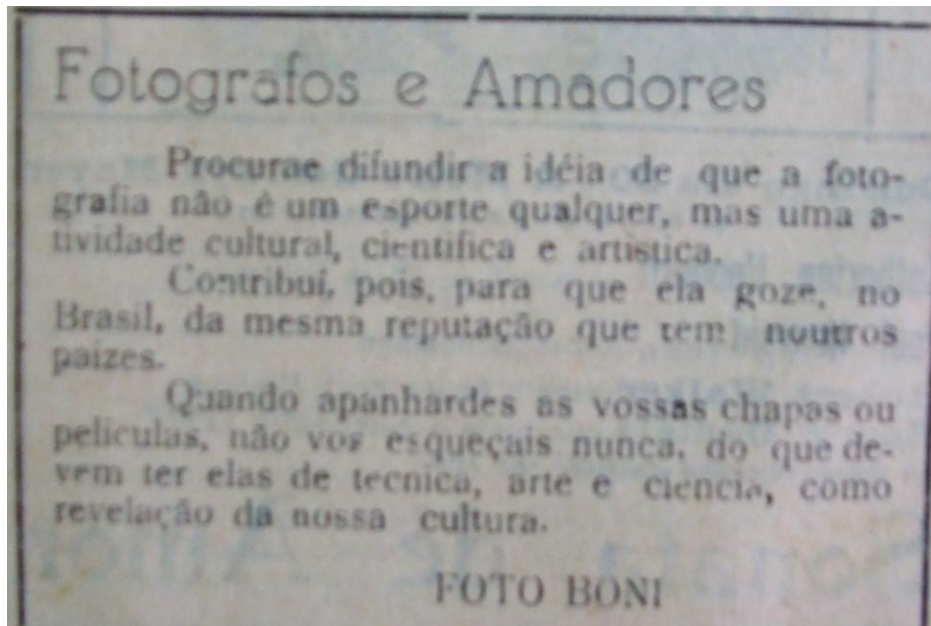 Fotografos e Amadores
Procurae difundir a idéia de que a foto-
grafia não é um esporte qualquer, mas uma a-
tividade cultural, cientifica e artistica.
Contribuí, pois, para que ela goze, no
Brasil, da mesma reputação que tem noutros
paizes.
Quando apanhardes as vossas chapas ou
peliculas, não vos esqueçais nunca, do que de-
vem ter elas de tecnica, arte e ciencia, como
revelação da nossa cultura.
FOTO BONI